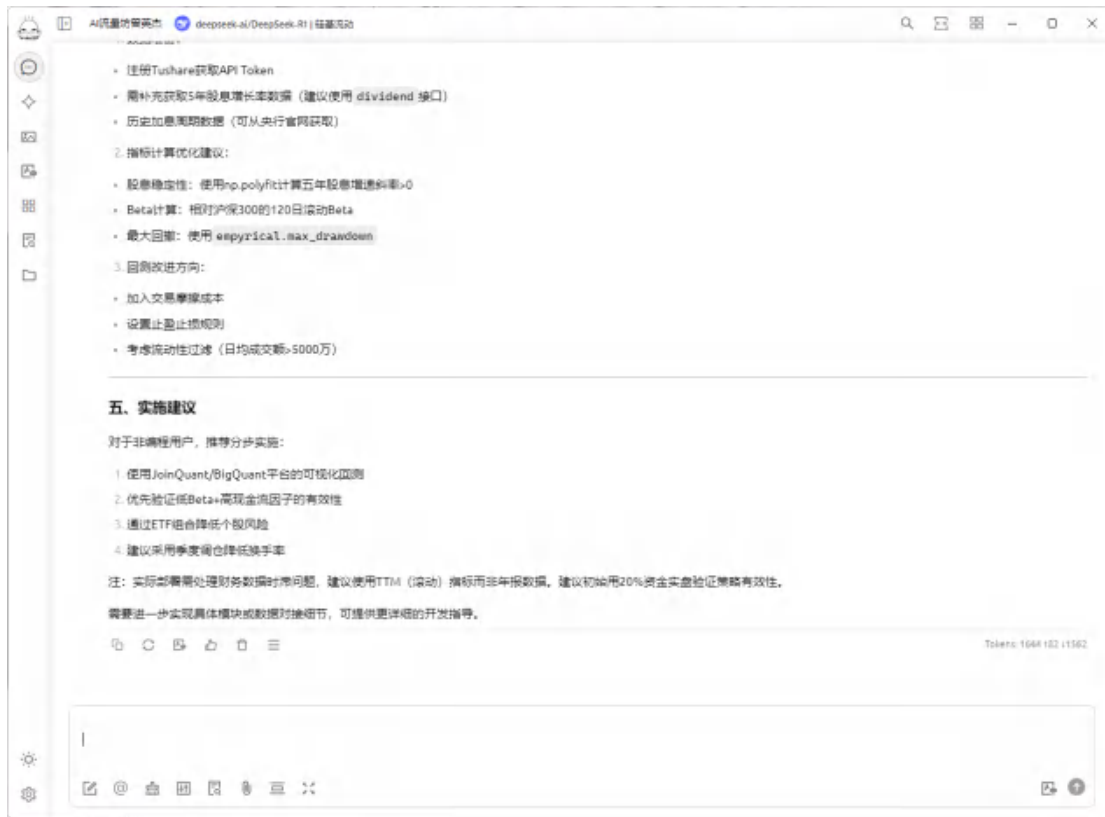 AI流量坊曾英杰 deepseek-ai/DeepSeek-R1 | 硅基流动
注册Tushare获取API Token
需补充获取5年股息增长率数据（建议使用 dividend 接口）
历史加息周期数据（可从央行官网获取）
2. 指标计算优化建议：
股息稳定性：使用np.polyfit计算五年股息增速斜率>0
Beta计算：相对沪深300的120日滚动Beta
最大回撤：使用 empyrical.max_drawdown
3. 回测改进方向：
加入交易摩擦成本
设置止盈止损规则
考虑流动性过滤（日均成交额>5000万）
五、实施建议
对于非编程用户，推荐分步实施：
1. 使用JoinQuant/BigQuant平台的可视化回测
2. 优先验证低Beta+高现金流因子的有效性
3. 通过ETF组合降低个股风险
4. 建议采用季度调仓降低换手率
注：实际部署需处理财务数据时滞问题，建议使用TTM（滚动）指标而非年报数据。建议初始用20%资金实盘验证策略有效性。
需要进一步实现具体模块或数据对接细节，可提供更详细的开发指导。
Tokens: 1644 ↑82 ↓1562